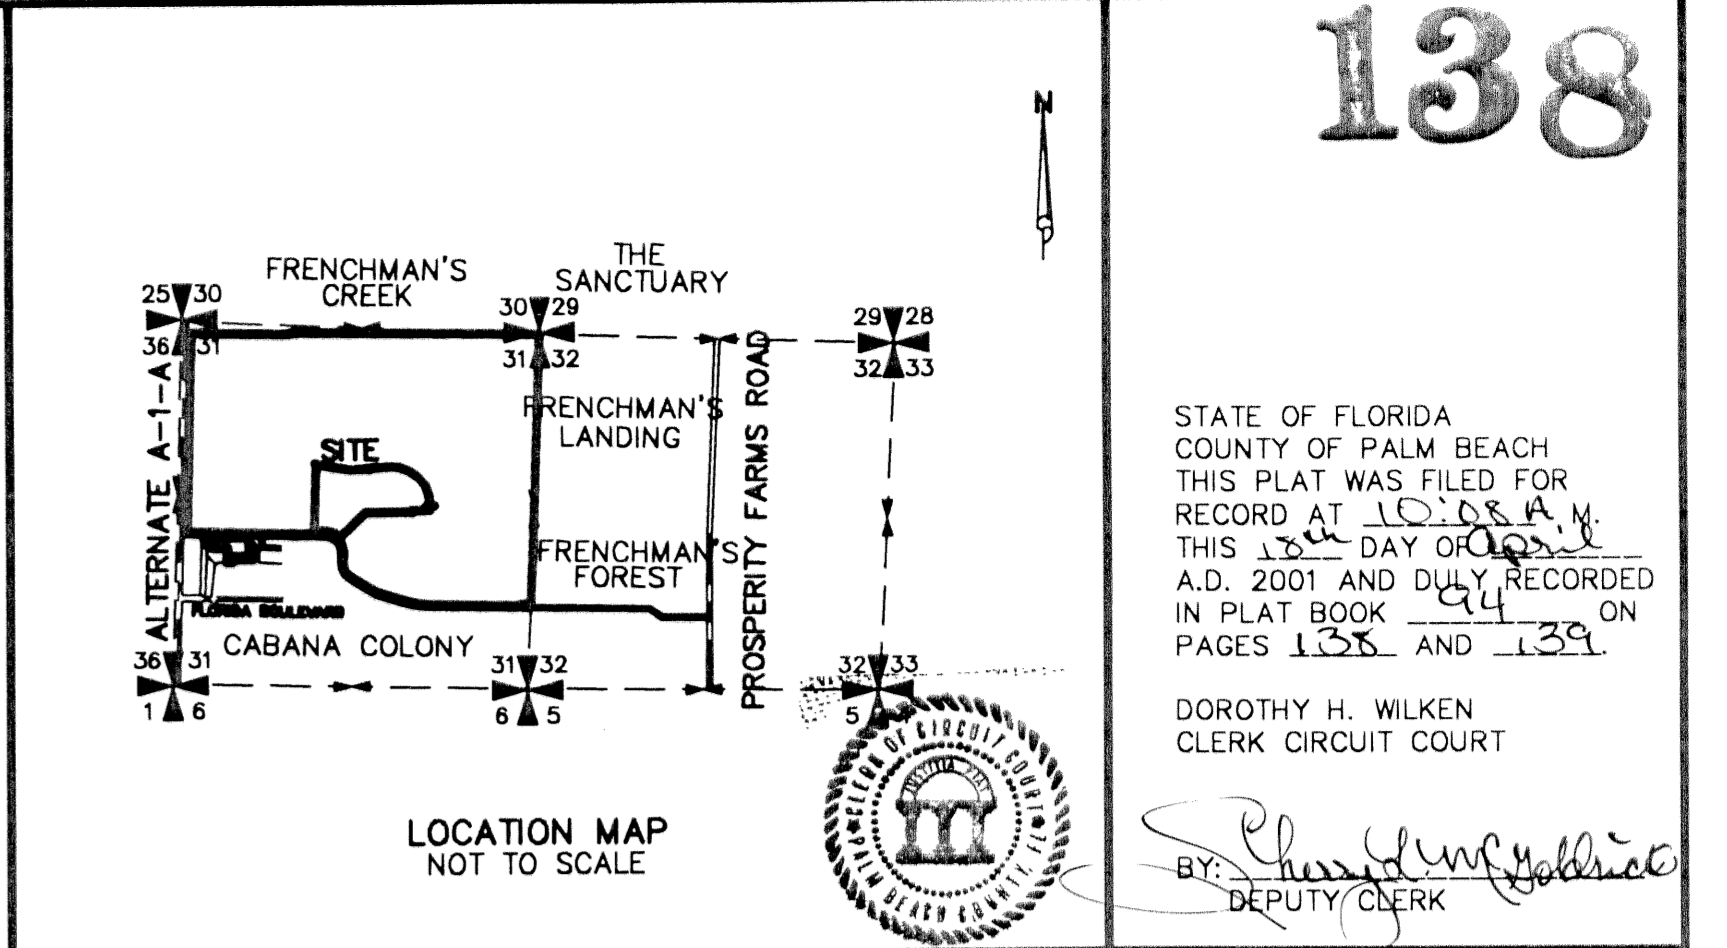 138
N
THE
SANCTUARY
FRENCHMAN'S
CREEK
25 30
36 31
30 29
31 32
29 28
32 33
ALTERNATE A-1-A
PROSPERITY FARMS ROAD
FRENCHMAN'S
LANDING
SITE
FRENCHMAN'S
FOREST
FLORIDA BOULEVARD
CABANA COLONY
36 31
1 6
31 32
6 5
32 33
5
LOCATION MAP
NOT TO SCALE
CLERK OF CIRCUIT COURT
PALM BEACH COUNTY, FL
STATE OF FLORIDA
COUNTY OF PALM BEACH
THIS PLAT WAS FILED FOR
RECORD AT 10:08 A.M.
THIS 18th DAY OF April
A.D. 2001 AND DULY RECORDED
IN PLAT BOOK 94 ON
PAGES 138 AND 139.
DOROTHY H. WILKEN
CLERK CIRCUIT COURT
BY: Cherry L. McGoldrick
DEPUTY CLERK